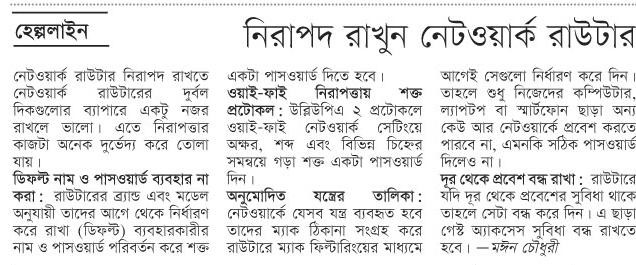 হেল্পলাইন
নিরাপদ রাখুন নেটওয়ার্ক রাউটার
নেটওয়ার্ক রাউটার নিরাপদ রাখতে
নেটওয়ার্ক রাউটারের দুর্বল
দিকগুলোর ব্যাপারে একটু নজর
রাখলে ভালো। এতে নিরাপত্তার
কাজটা অনেক দুর্ভেদ্য করে তোলা
যায়।
ডিফল্ট নাম ও পাসওয়ার্ড ব্যবহার না
করা : রাউটারের ব্র্যান্ড এবং মডেল
অনুযায়ী তাদের আগে থেকে নির্ধারণ
করে রাখা (ডিফল্ট) ব্যবহারকারীর
নাম ও পাসওয়ার্ড পরিবর্তন করে শক্ত
একটা পাসওয়ার্ড দিতে হবে।
ওয়াই-ফাই নিরাপত্তায় শক্ত
প্রটোকল : উব্লিউপিএ ২ প্রটোকলে
ওয়াই-ফাই নেটওয়ার্ক সেটিংয়ে
অক্ষর, শব্দ এবং বিভিন্ন চিহ্নের
সমন্বয়ে গড়া শক্ত একটা পাসওয়ার্ড
দিন।
অনুমোদিত যন্ত্রের তালিকা :
নেটওয়ার্কে যেসব যন্ত্র ব্যবহৃত হবে
তাদের ম্যাক ঠিকানা সংগ্রহ করে
রাউটারে ম্যাক ফিল্টারিংয়ের মাধ্যমে
আগেই সেগুলো নির্ধারণ করে দিন।
তাহলে শুধু নিজেদের কম্পিউটার,
ল্যাপটপ বা স্মার্টফোন ছাড়া অন্য
কেউ আর নেটওয়ার্কে প্রবেশ করতে
পারবে না, এমনকি সঠিক পাসওয়ার্ড
দিলেও না।
দূর থেকে প্রবেশ বন্ধ রাখা : রাউটারে
যদি দূর থেকে প্রবেশের সুবিধা থাকে
তাহলে সেটা বন্ধ করে দিন। এ ছাড়া
গেস্ট অ্যাকসেস সুবিধা বন্ধ রাখতে
হবে। —মঈন চৌধুরী